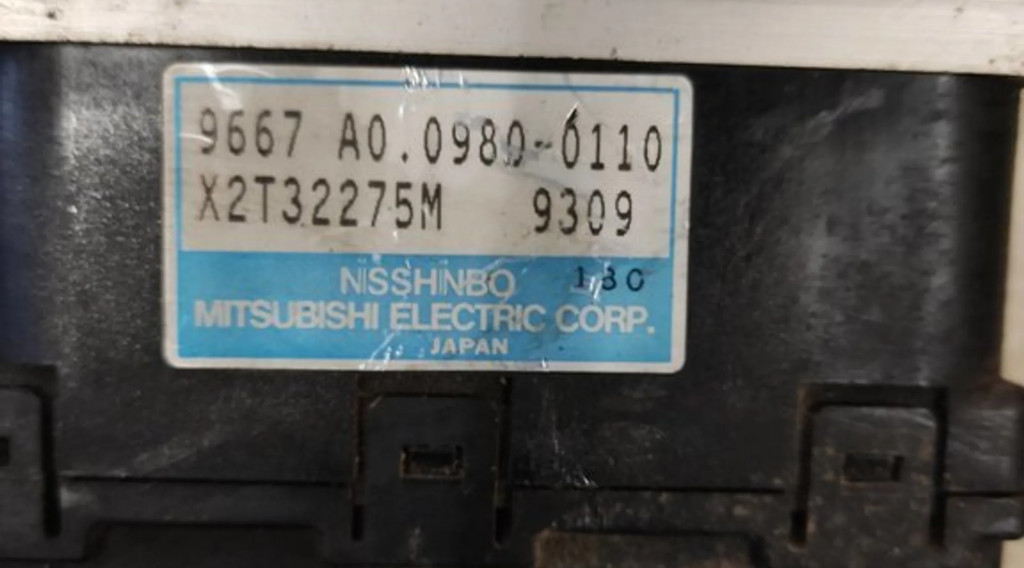 9667 A0.0980-0110
X2T32275M 9309
NISSHINBO 130
MITSUBISHI ELECTRIC CORP.
JAPAN